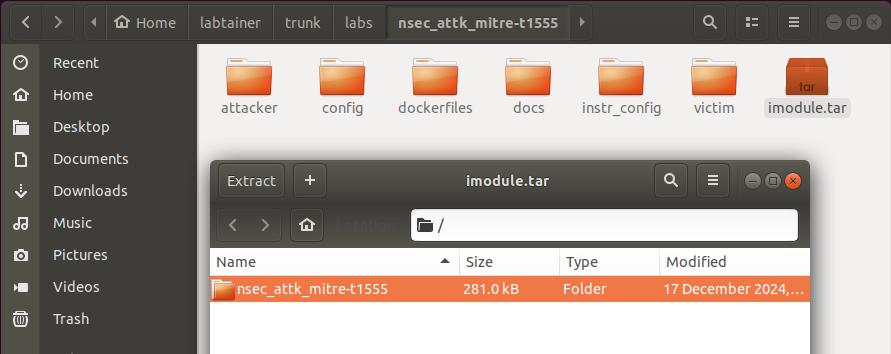 Home labtainer trunk labs nsec_attk_mitre-t1555
Recent
Home
Desktop
Documents
Downloads
Music
Pictures
Videos
Trash
attacker config dockerfiles docs instr_config victim imodule.tar
tar
Extract + imodule.tar
Location: /
Name Size Type Modified
nsec_attk_mitre-t1555 281.0 kB Folder 17 December 2024,...